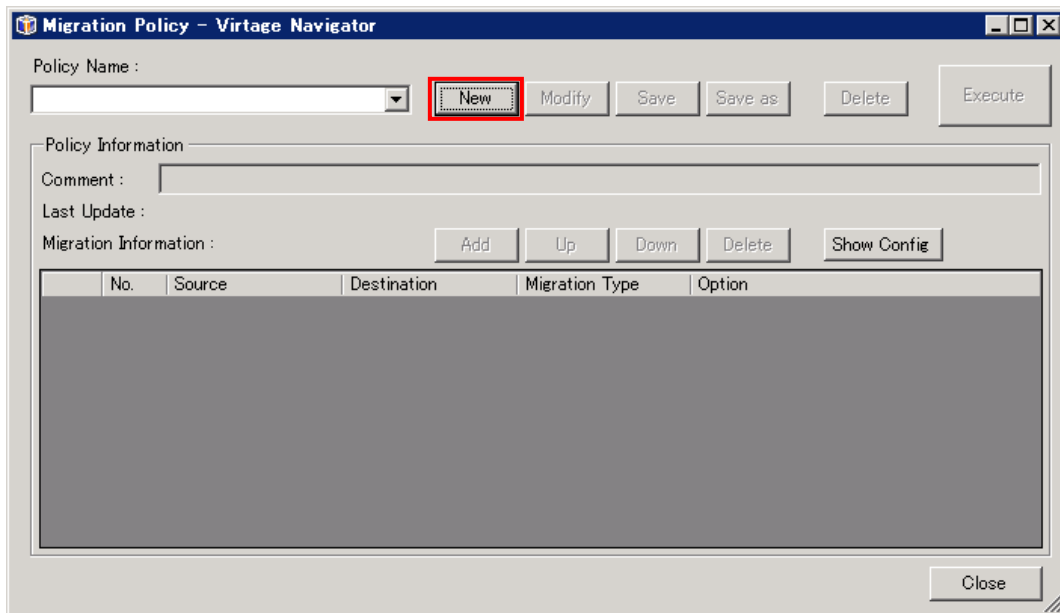 Migration Policy - Virtage Navigator
Policy Name :
New Modify Save Save as Delete Execute
Policy Information
Comment :
Last Update :
Migration Information : Add Up Down Delete Show Config
No. Source Destination Migration Type Option
Close